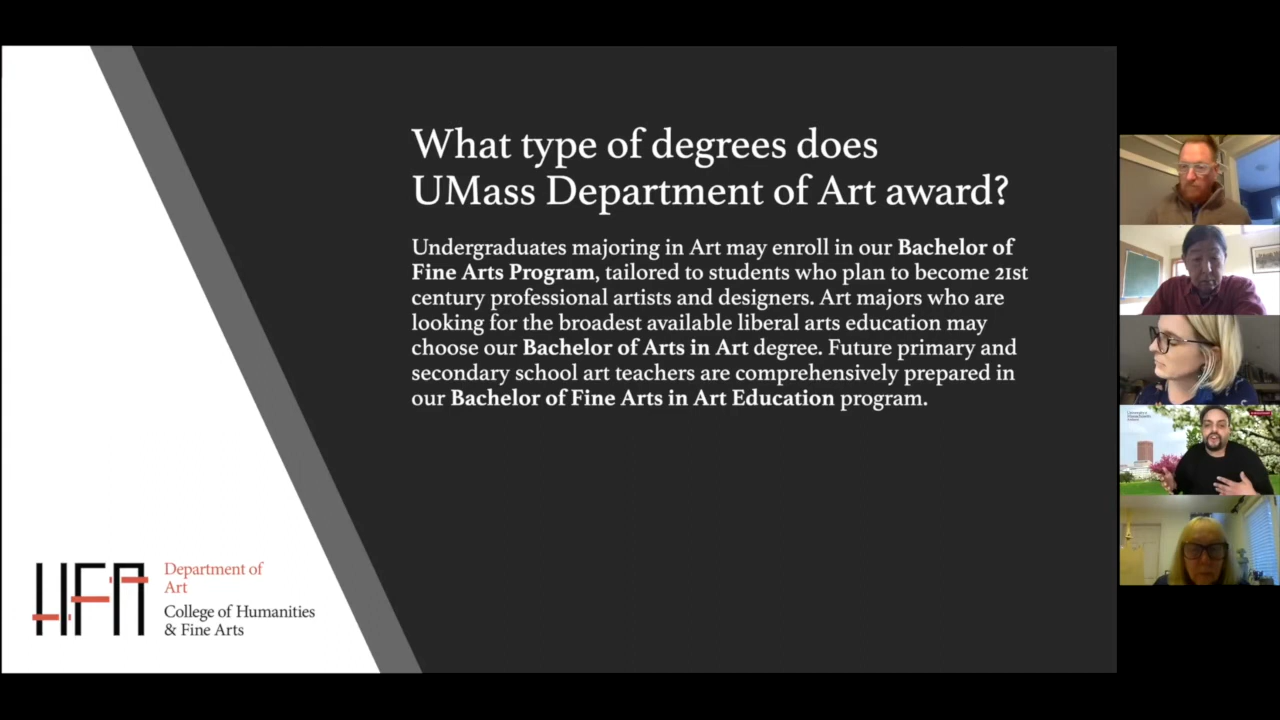 What type of degrees does
UMass Department of Art award?
Undergraduates majoring in Art may enroll in our Bachelor of
Fine Arts Program, tailored to students who plan to become 21st
century professional artists and designers. Art majors who are
looking for the broadest available liberal arts education may
choose our Bachelor of Arts in Art degree. Future primary and
secondary school art teachers are comprehensively prepared in
our Bachelor of Fine Arts in Art Education program.
HFA
Department of
Art
College of Humanities
& Fine Arts